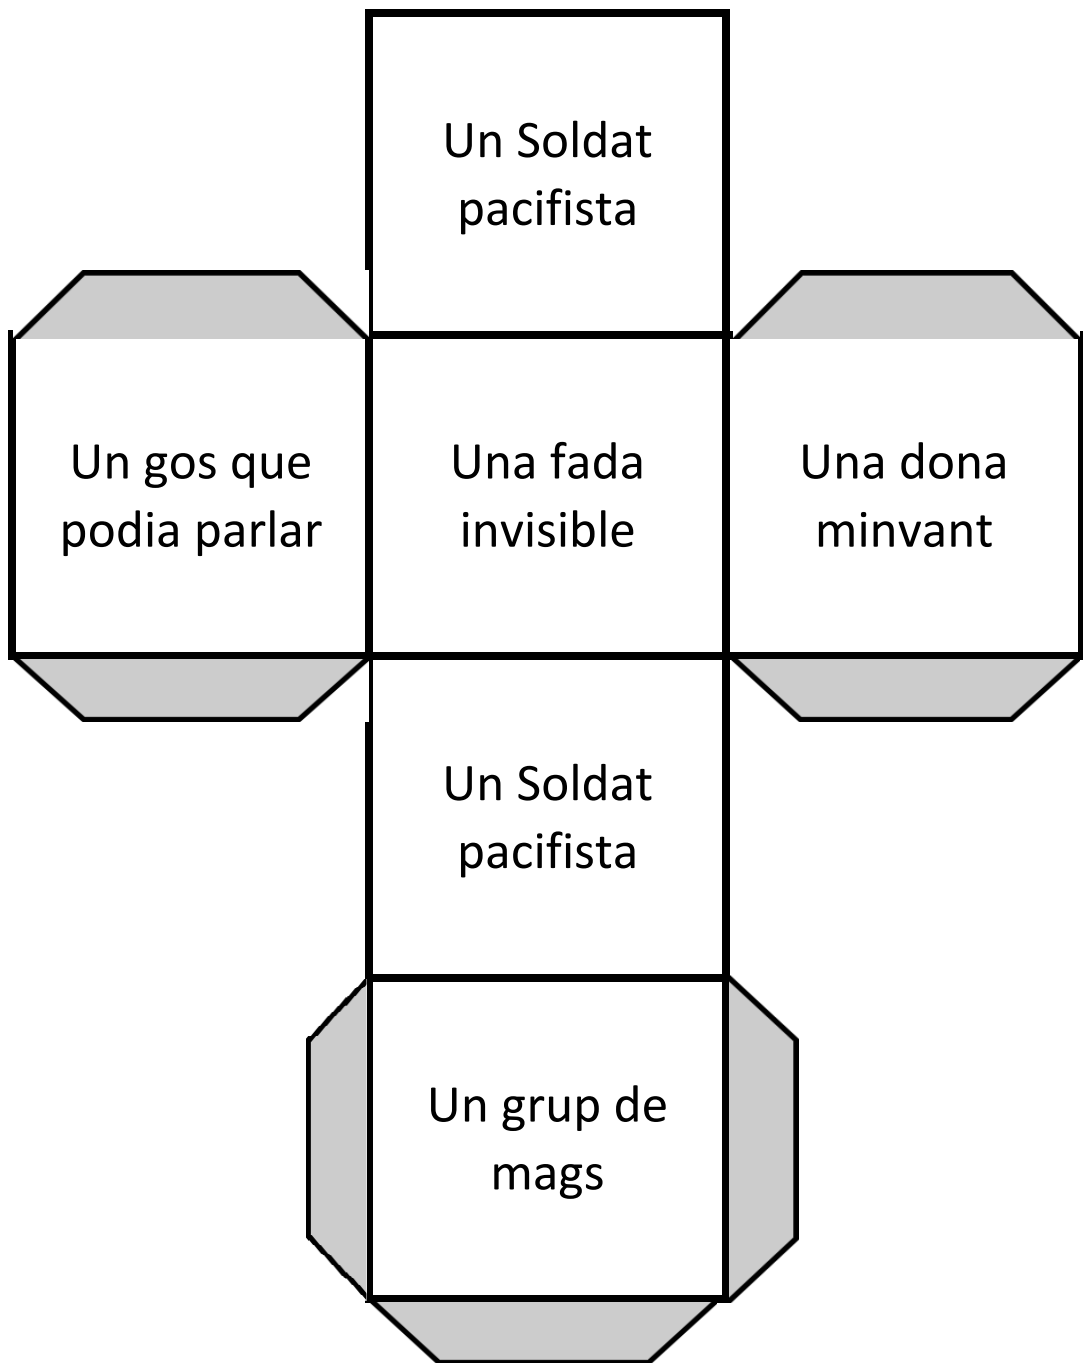 Un Soldat
pacifista
Un gos que
podia parlar
Una fada
invisible
Una dona
minvant
Un Soldat
pacifista
Un grup de
mags